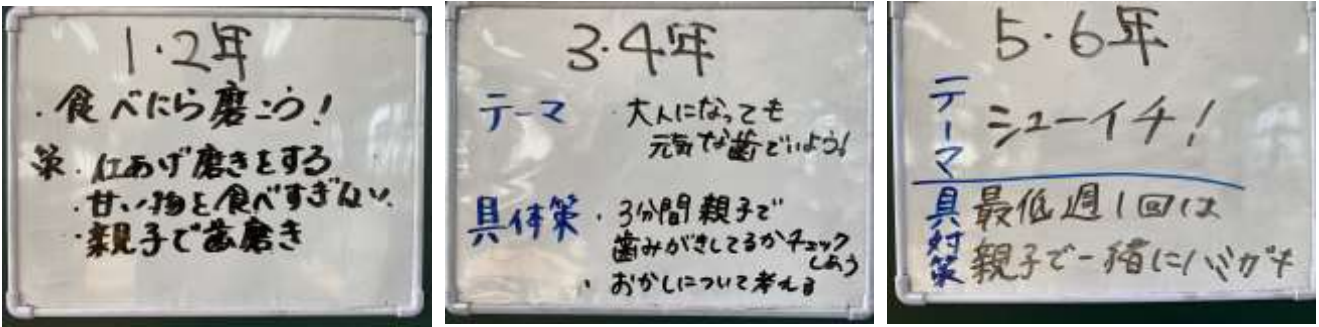 1・2年
・食べたら磨こう!
策・仕あげ磨きをする
・甘い物を食べすぎない
・親子で歯磨き
3・4年
テーマ
・大人になっても
元気な歯でいよう!
具体策
・3分間親子で
歯みがきしてるかチェック
しあう
・おかしについて考える
5・6年
テーマ
シューイチ!
具対策
最低週1回は
親子で一緒にハミガキ